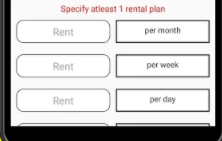 Specify atleast 1 rental plan
Rent per month
Rent per week
Rent per day